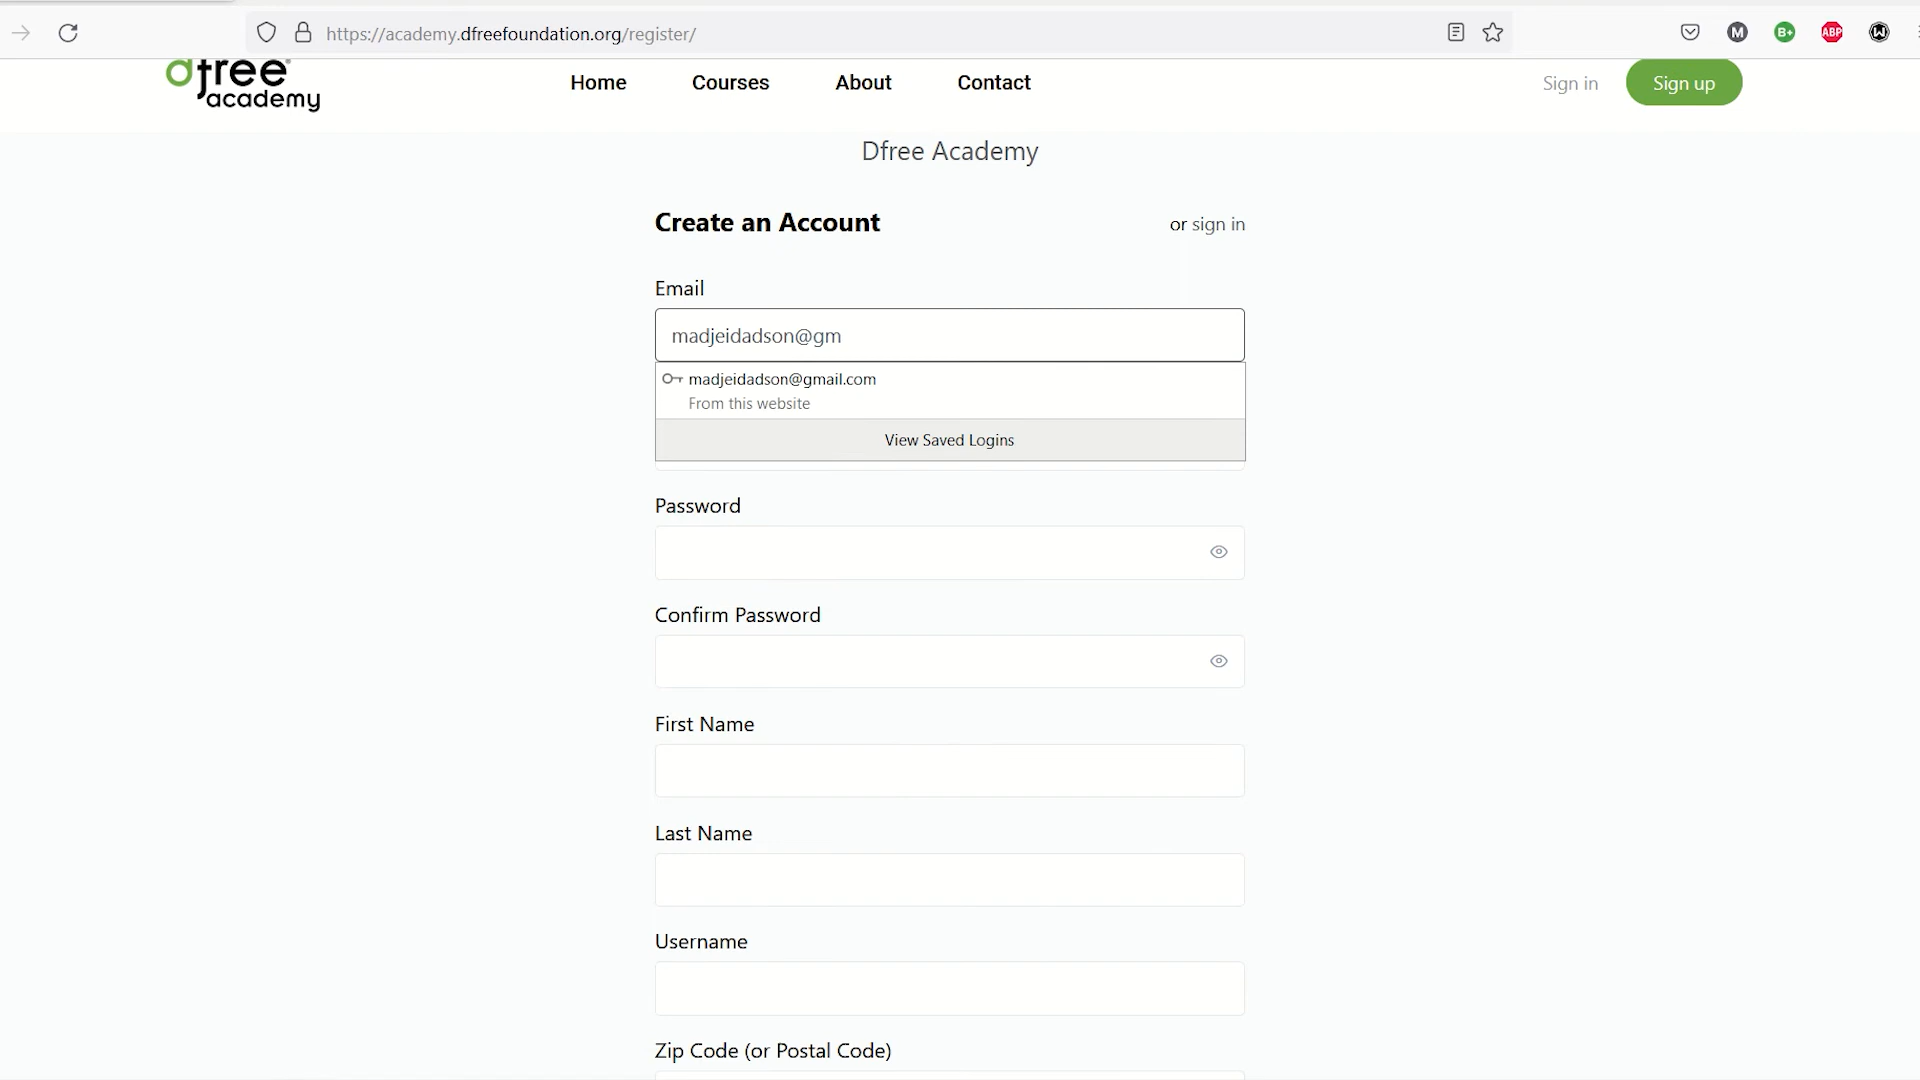 https://academy.dfreefoundation.org/register/
M
B+
ABP
W
dfree
academy
Home
Courses
About
Contact
Sign in
Sign up
Dfree Academy
Create an Account
or sign in
Email
madjeidadson@gm
madjeidadson@gmail.com
From this website
View Saved Logins
Password
Confirm Password
First Name
Last Name
Username
Zip Code (or Postal Code)